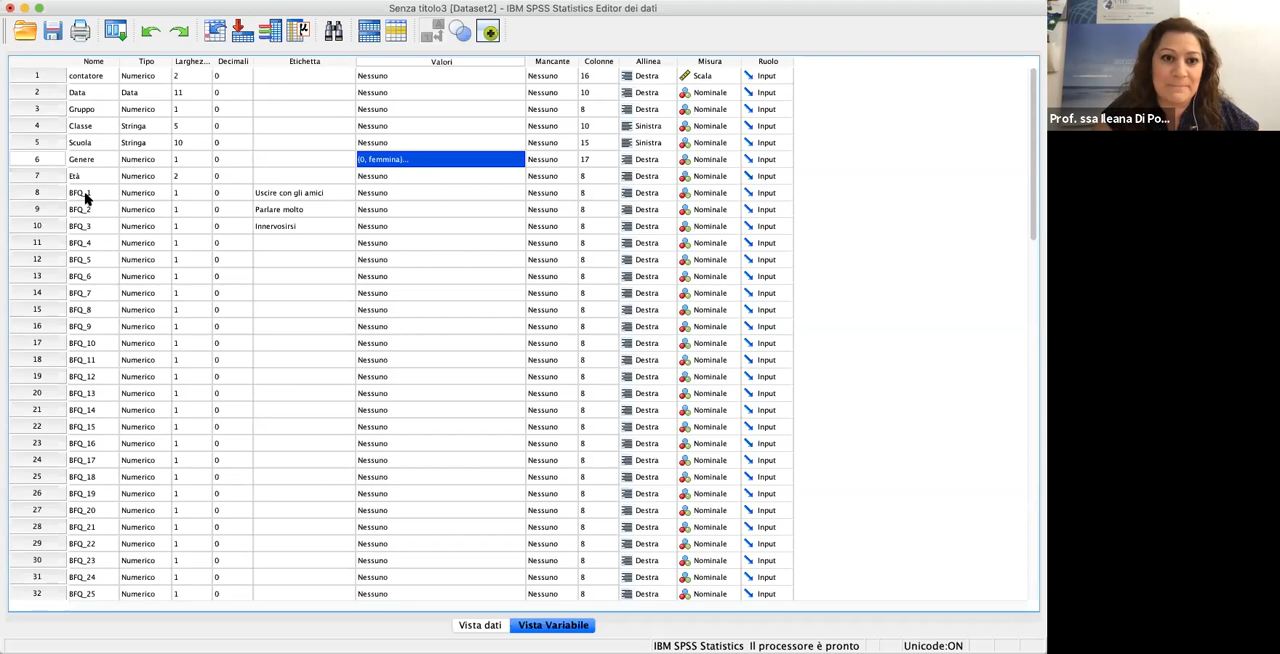 Senza titolo3 [Dataset2] - IBM SPSS Statistics Editor dei dati
Nome Tipo Larghez... Decimali Etichetta Valori Mancante Colonne Allinea Misura Ruolo
1 contatore Numerico 2 0 Nessuno Nessuno 16 Destra Scala Input
2 Data Data 11 0 Nessuno Nessuno 10 Destra Nominale Input
3 Gruppo Numerico 1 0 Nessuno Nessuno 8 Destra Nominale Input
4 Classe Stringa 5 0 Nessuno Nessuno 10 Sinistra Nominale Input
5 Scuola Stringa 10 0 Nessuno Nessuno 15 Sinistra Nominale Input
6 Genere Numerico 1 0 {0, femmina}... Nessuno 17 Destra Nominale Input
7 Età Numerico 2 0 Nessuno Nessuno 8 Destra Nominale Input
8 BFQ_1 Numerico 1 0 Uscire con gli amici Nessuno Nessuno 8 Destra Nominale Input
9 BFQ_2 Numerico 1 0 Parlare molto Nessuno Nessuno 8 Destra Nominale Input
10 BFQ_3 Numerico 1 0 Innervosirsi Nessuno Nessuno 8 Destra Nominale Input
11 BFQ_4 Numerico 1 0 Nessuno Nessuno 8 Destra Nominale Input
12 BFQ_5 Numerico 1 0 Nessuno Nessuno 8 Destra Nominale Input
13 BFQ_6 Numerico 1 0 Nessuno Nessuno 8 Destra Nominale Input
14 BFQ_7 Numerico 1 0 Nessuno Nessuno 8 Destra Nominale Input
15 BFQ_8 Numerico 1 0 Nessuno Nessuno 8 Destra Nominale Input
16 BFQ_9 Numerico 1 0 Nessuno Nessuno 8 Destra Nominale Input
17 BFQ_10 Numerico 1 0 Nessuno Nessuno 8 Destra Nominale Input
18 BFQ_11 Numerico 1 0 Nessuno Nessuno 8 Destra Nominale Input
19 BFQ_12 Numerico 1 0 Nessuno Nessuno 8 Destra Nominale Input
20 BFQ_13 Numerico 1 0 Nessuno Nessuno 8 Destra Nominale Input
21 BFQ_14 Numerico 1 0 Nessuno Nessuno 8 Destra Nominale Input
22 BFQ_15 Numerico 1 0 Nessuno Nessuno 8 Destra Nominale Input
23 BFQ_16 Numerico 1 0 Nessuno Nessuno 8 Destra Nominale Input
24 BFQ_17 Numerico 1 0 Nessuno Nessuno 8 Destra Nominale Input
25 BFQ_18 Numerico 1 0 Nessuno Nessuno 8 Destra Nominale Input
26 BFQ_19 Numerico 1 0 Nessuno Nessuno 8 Destra Nominale Input
27 BFQ_20 Numerico 1 0 Nessuno Nessuno 8 Destra Nominale Input
28 BFQ_21 Numerico 1 0 Nessuno Nessuno 8 Destra Nominale Input
29 BFQ_22 Numerico 1 0 Nessuno Nessuno 8 Destra Nominale Input
30 BFQ_23 Numerico 1 0 Nessuno Nessuno 8 Destra Nominale Input
31 BFQ_24 Numerico 1 0 Nessuno Nessuno 8 Destra Nominale Input
32 BFQ_25 Numerico 1 0 Nessuno Nessuno 8 Destra Nominale Input
Vista dati Vista Variabile
IBM SPSS Statistics Il processore è pronto Unicode:ON
Prof. ssa Ileana Di Po...